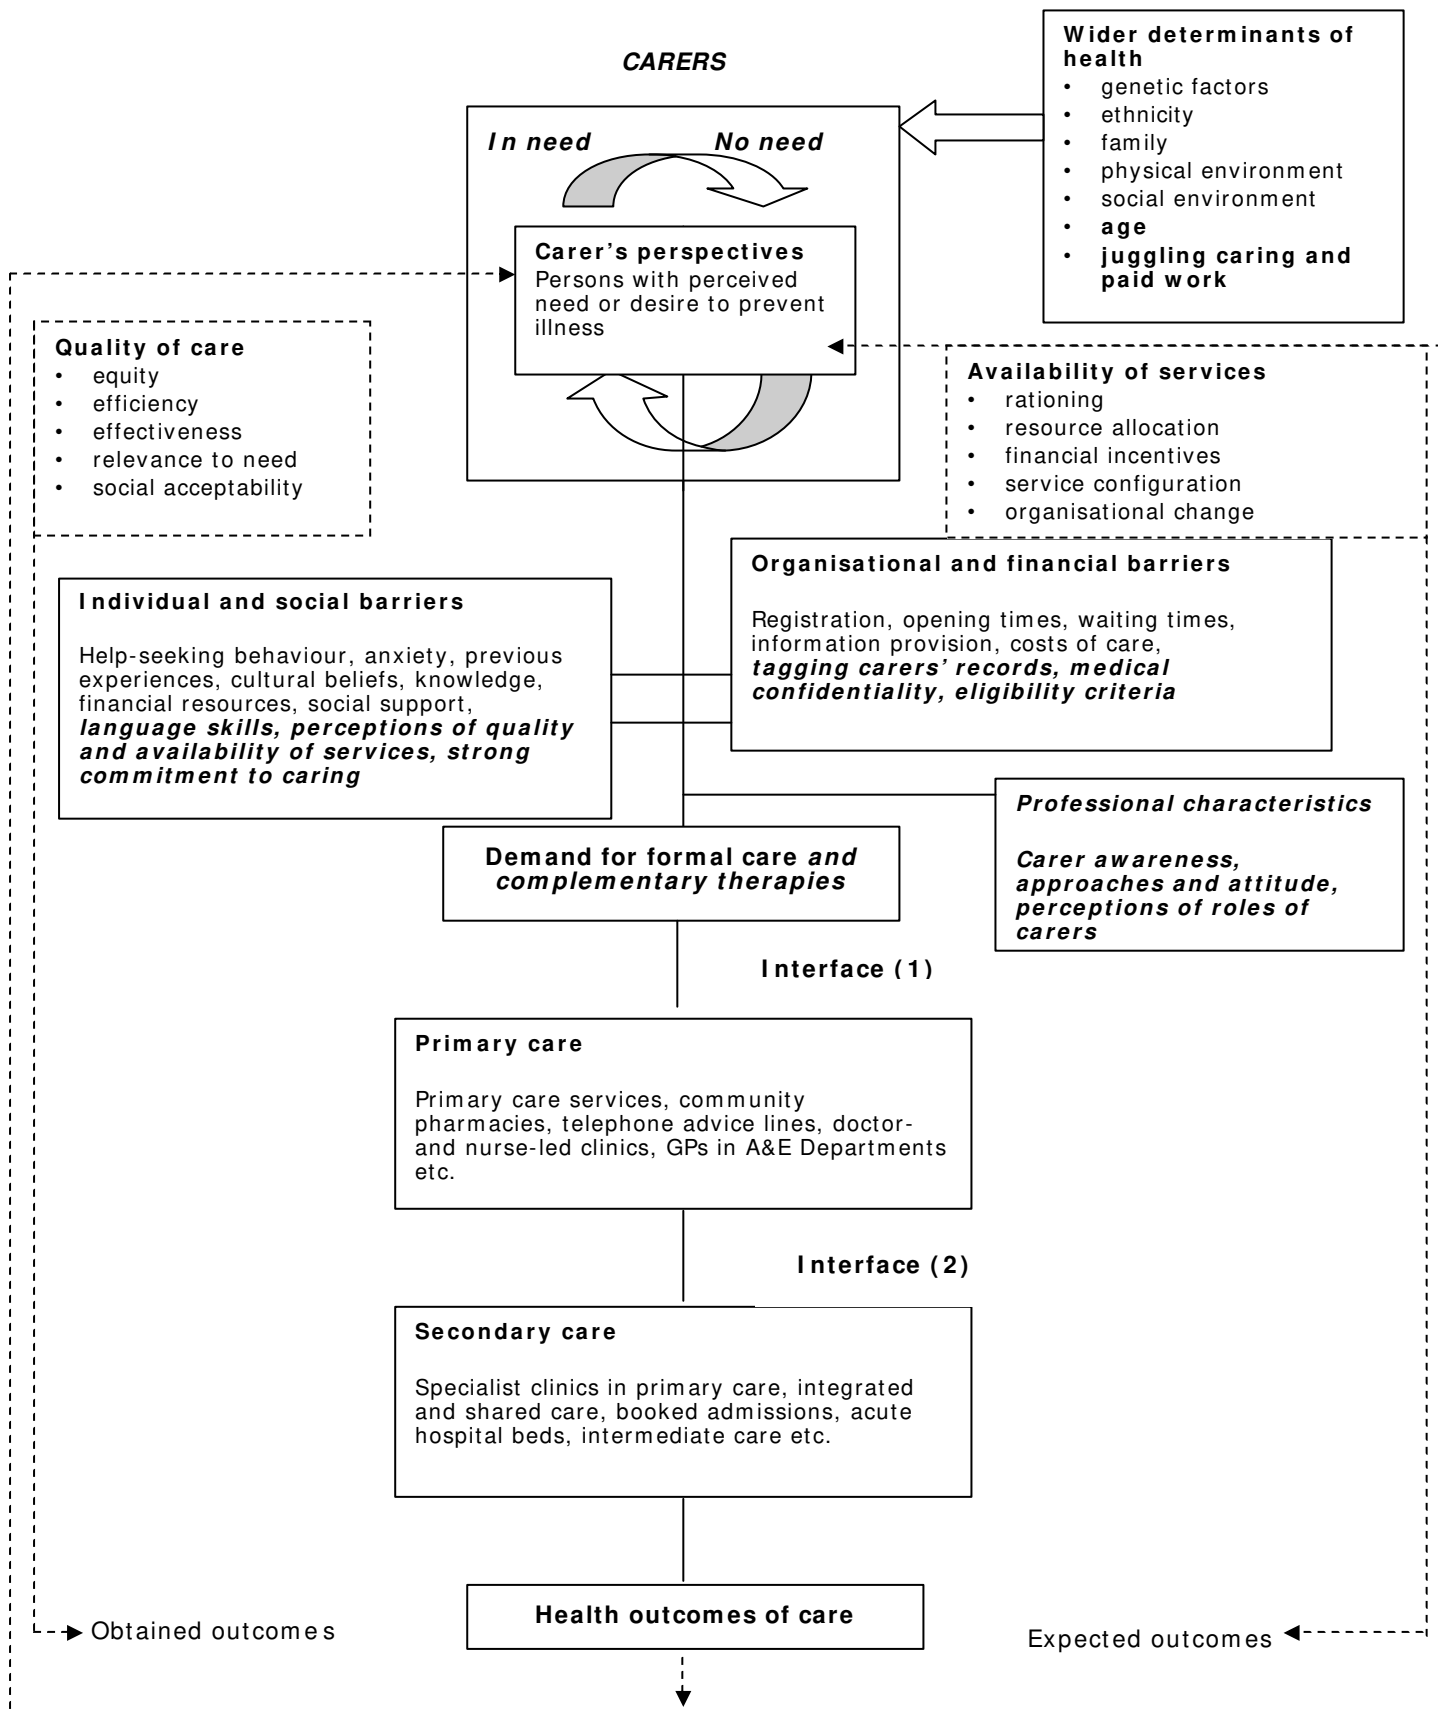 CARERS
Wider determinants of
health
• genetic factors
• ethnicity
• family
• physical environment
• social environment
• age
• juggling caring and
paid work
In need
No need
Carer's perspectives
Persons with perceived
need or desire to prevent
illness
Quality of care
• equity
• efficiency
• effectiveness
• relevance to need
• social acceptability
Availability of services
• rationing
• resource allocation
• financial incentives
• service configuration
• organisational change
Individual and social barriers
Help-seeking behaviour, anxiety, previous
experiences, cultural beliefs, knowledge,
financial resources, social support,
language skills, perceptions of quality
and availability of services, strong
commitment to caring
Organisational and financial barriers
Registration, opening times, waiting times,
information provision, costs of care,
tagging carers' records, medical
confidentiality, eligibility criteria
Professional characteristics
Carer awareness,
approaches and attitude,
perceptions of roles of
carers
Demand for formal care and
complementary therapies
Interface (1)
Primary care
Primary care services, community
pharmacies, telephone advice lines, doctor-
and nurse-led clinics, GPs in A&E Departments
etc.
Interface (2)
Secondary care
Specialist clinics in primary care, integrated
and shared care, booked admissions, acute
hospital beds, intermediate care etc.
Health outcomes of care
Obtained outcomes
Expected outcomes